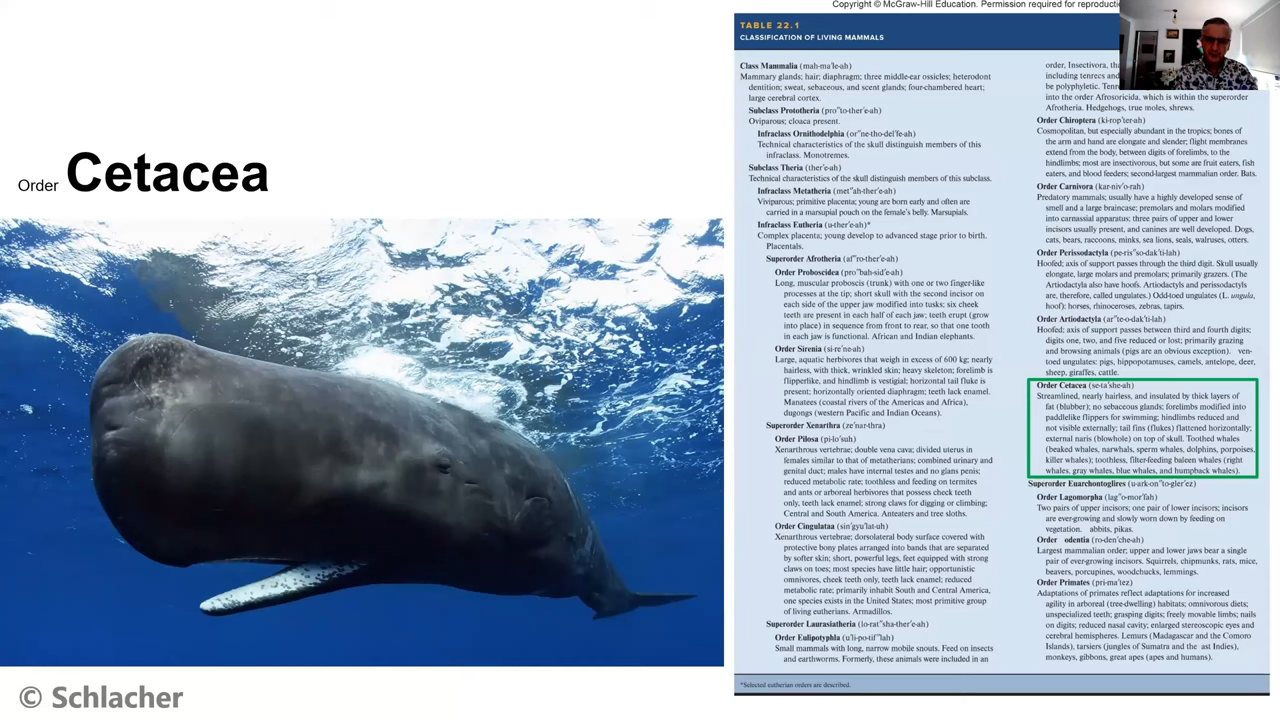 Copyright © McGraw-Hill Education. Permission required for reproducti
Order Cetacea
© Schlacher
TABLE 22.1
CLASSIFICATION OF LIVING MAMMALS
Class Mammalia (mah-ma′le-ah)
Mammary glands; hair; diaphragm; three middle-ear ossicles; heterodont
dentition; sweat, sebaceous, and scent glands; four-chambered heart;
large cerebral cortex.
Subclass Prototheria (pro″to-ther′e-ah)
Oviparous; cloaca present.
Infraclass Ornithodelphia (or″ne-tho-del′fe-ah)
Technical characteristics of the skull distinguish members of this
infraclass. Monotremes.
Subclass Theria (ther′e-ah)
Technical characteristics of the skull distinguish members of this subclass.
Infraclass Metatheria (met″ah-ther′e-ah)
Viviparous; primitive placenta; young are born early and often are
carried in a marsupial pouch on the female's belly. Marsupials.
Infraclass Eutheria (u-ther′e-ah)*
Complex placenta; young develop to advanced stage prior to birth.
Placentals.
Superorder Afrotheria (af″ro-ther′e-ah)
Order Proboscidea (pro″bah-sid′e-ah)
Long, muscular proboscis (trunk) with one or two finger-like
processes at the tip; short skull with the second incisor on
each side of the upper jaw modified into tusks; six cheek
teeth are present in each half of each jaw; teeth erupt (grow
into place) in sequence from front to rear, so that one tooth
in each jaw is functional. African and Indian elephants.
Order Sirenia (si-re′ne-ah)
Large, aquatic herbivores that weigh in excess of 600 kg; nearly
hairless, with thick, wrinkled skin; heavy skeleton; forelimb is
flipperlike, and hindlimb is vestigial; horizontal tail fluke is
present; horizontally oriented diaphragm; teeth lack enamel.
Manatees (coastal rivers of the Americas and Africa),
dugongs (western Pacific and Indian Oceans).
Superorder Xenarthra (ze′nar-thra)
Order Pilosa (pi-lo′suh)
Xenarthrous vertebrae; double vena cava; divided uterus in
females similar to that of metatherians; combined urinary and
genital duct; males have internal testes and no glans penis;
reduced metabolic rate; toothless and feeding on termites
and ants or arboreal herbivores that possess cheek teeth
only, teeth lack enamel; strong claws for digging or climbing;
Central and South America. Anteaters and tree sloths.
Order Cingulataa (sin′gyu′lat-uh)
Xenarthrous vertebrae; dorsolateral body surface covered with
protective bony plates arranged into bands that are separated
by softer skin; short, powerful legs, feet equipped with strong
claws on toes; most species have little hair; opportunistic
omnivores, cheek teeth only, teeth lack enamel; reduced
metabolic rate; primarily inhabit South and Central America,
one species exists in the United States; most primitive group
of living eutherians. Armadillos.
Superorder Laurasiatheria (lo-rat″sha-ther′e-ah)
Order Eulipotyphla (u′li-po-tif″lah)
Small mammals with long, narrow mobile snouts. Feed on insects
and earthworms. Formerly, these animals were included in an
order, Insectivora, tha
including tenrecs and
be polyphyletic. Tenre
into the order Afrosoricida, which is within the superorder
Afrotheria. Hedgehogs, true moles, shrews.
Order Chiroptera (ki-rop′ter-ah)
Cosmopolitan, but especially abundant in the tropics; bones of
the arm and hand are elongate and slender; flight membranes
extend from the body, between digits of forelimbs, to the
hindlimbs; most are insectivorous, but some are fruit eaters, fish
eaters, and blood feeders; second-largest mammalian order. Bats.
Order Carnivora (kar-niv′o-rah)
Predatory mammals; usually have a highly developed sense of
smell and a large braincase; premolars and molars modified
into carnassial apparatus; three pairs of upper and lower
incisors usually present, and canines are well developed. Dogs,
cats, bears, raccoons, minks, sea lions, seals, walruses, otters.
Order Perissodactyla (pe-ris″so-dak′ti-lah)
Hoofed; axis of support passes through the third digit. Skull usually
elongate, large molars and premolars; primarily grazers. (The
Artiodactyla also have hoofs. Artiodactyls and perissodactyls
are, therefore, called ungulates.) Odd-toed ungulates (L. ungula,
hoof): horses, rhinoceroses, zebras, tapirs.
Order Artiodactyla (ar″te-o-dak′ti-lah)
Hoofed; axis of support passes between third and fourth digits;
digits one, two, and five reduced or lost; primarily grazing
and browsing animals (pigs are an obvious exception). ven-
toed ungulates: pigs, hippopotamuses, camels, antelope, deer,
sheep, giraffes, cattle.
Order Cetacea (se-ta′she-ah)
Streamlined, nearly hairless, and insulated by thick layers of
fat (blubber); no sebaceous glands; forelimbs modified into
paddlelike flippers for swimming; hindlimbs reduced and
not visible externally; tail fins (flukes) flattened horizontally;
external naris (blowhole) on top of skull. Toothed whales
(beaked whales, narwhals, sperm whales, dolphins, porpoises,
killer whales); toothless, filter-feeding baleen whales (right
whales, gray whales, blue whales, and humpback whales).
Superorder Euarchontoglires (u-ark-on″to-gler′ez)
Order Lagomorpha (lag″o-mor′fah)
Two pairs of upper incisors; one pair of lower incisors; incisors
are ever-growing and slowly worn down by feeding on
vegetation. abbits, pikas.
Order odentia (ro-den′che-ah)
Largest mammalian order; upper and lower jaws bear a single
pair of ever-growing incisors. Squirrels, chipmunks, rats, mice,
beavers, porcupines, woodchucks, lemmings.
Order Primates (pri-ma′tez)
Adaptations of primates reflect adaptations for increased
agility in arboreal (tree-dwelling) habitats; omnivorous diets;
unspecialized teeth; grasping digits; freely movable limbs; nails
on digits; reduced nasal cavity; enlarged stereoscopic eyes and
cerebral hemispheres. Lemurs (Madagascar and the Comoro
Islands), tarsiers (jungles of Sumatra and the ast Indies),
monkeys, gibbons, great apes (apes and humans).
*Selected eutherian orders are described.